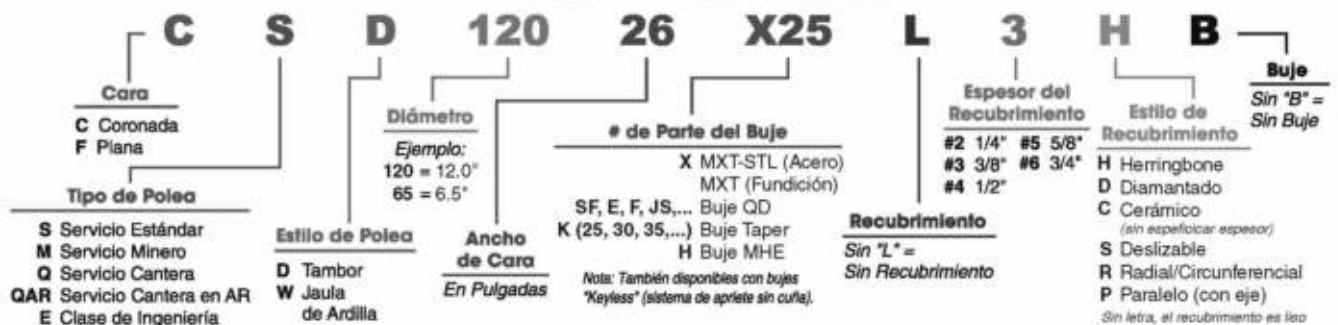 C S D 120 26 X25 L 3 H B
Cara
C Coronada
F Plana
Tipo de Polea
S Servicio Estándar
M Servicio Minero
Q Servicio Cantera
QAR Servicio Cantera en AR
E Clase de Ingeniería
Estilo de Polea
D Tambor
W Jaula
de Ardilla
Diámetro
Ejemplo:
120 = 12.0"
65 = 6.5"
Ancho
de Cara
En Pulgadas
# de Parte del Buje
X MXT-STL (Acero)
MXT (Fundición)
SF, E, F, JS,... Buje QD
K (25, 30, 35,...) Buje Taper
H Buje MHE
Nota: También disponibles con bujes
"Keyless" (sistema de apriete sin cuña).
Recubrimiento
Sin "L" =
Sin Recubrimiento
Espesor del
Recubrimiento
#2 1/4" #5 5/8"
#3 3/8" #6 3/4"
#4 1/2"
Estilo de
Recubrimiento
H Herringbone
D Diamantado
C Cerámico
(sin espeficicar espesor)
S Deslizable
R Radial/Circunferencial
P Paralelo (con eje)
Sin letra, el recubrimiento es liso
Buje
Sin "B" =
Sin Buje